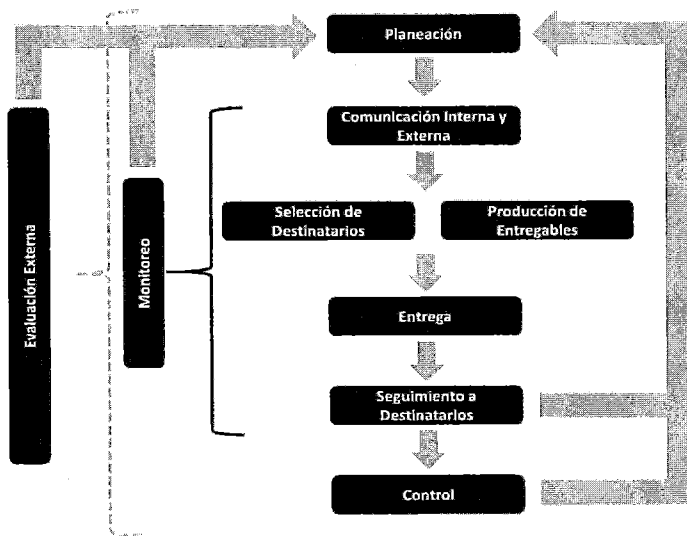 Planeación
Comunicación Interna y
Externa
Selección de
Destinatarios
Producción de
Entregables
Entrega
Seguimiento a
Destinatarios
Control
Monitoreo
Evaluación Externa